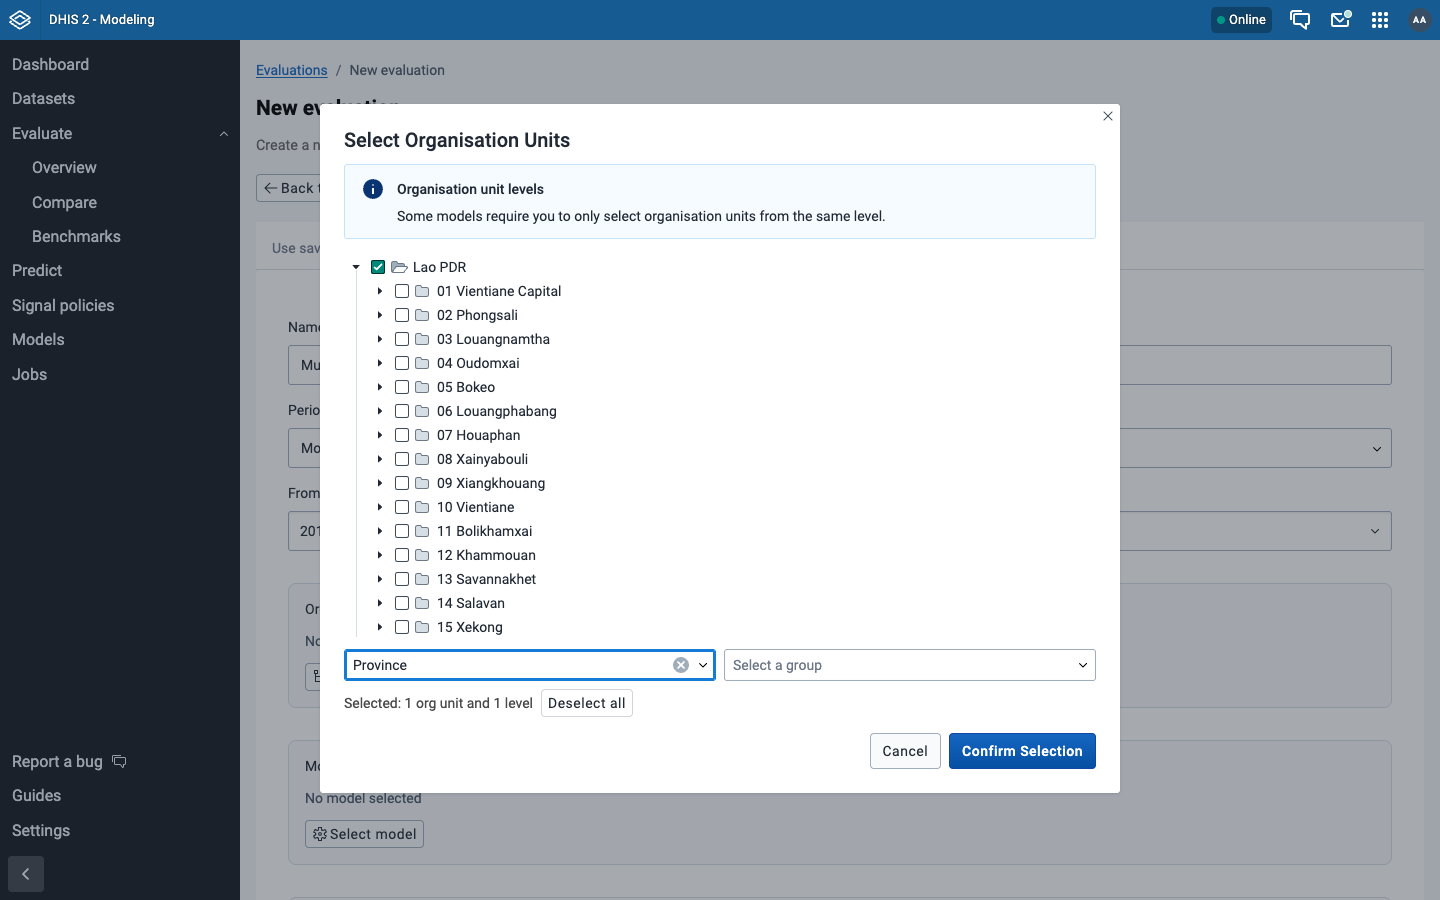 DHIS 2 - Modeling
Online
AA
Dashboard
Datasets
Evaluate
Overview
Compare
Benchmarks
Predict
Signal policies
Models
Jobs
Report a bug
Guides
Settings
Evaluations / New evaluation
New evaluation
Create a n
Back t
Use sav
Name
Mu
Perio
Mo
From
201
Or
No
Mo
No model selected
Select model
Select Organisation Units
Organisation unit levels
Some models require you to only select organisation units from the same level.
Lao PDR
01 Vientiane Capital
02 Phongsali
03 Louangnamtha
04 Oudomxai
05 Bokeo
06 Louangphabang
07 Houaphan
08 Xainyabouli
09 Xiangkhouang
10 Vientiane
11 Bolikhamxai
12 Khammouan
13 Savannakhet
14 Salavan
15 Xekong
Province
Select a group
Selected: 1 org unit and 1 level
Deselect all
Cancel
Confirm Selection